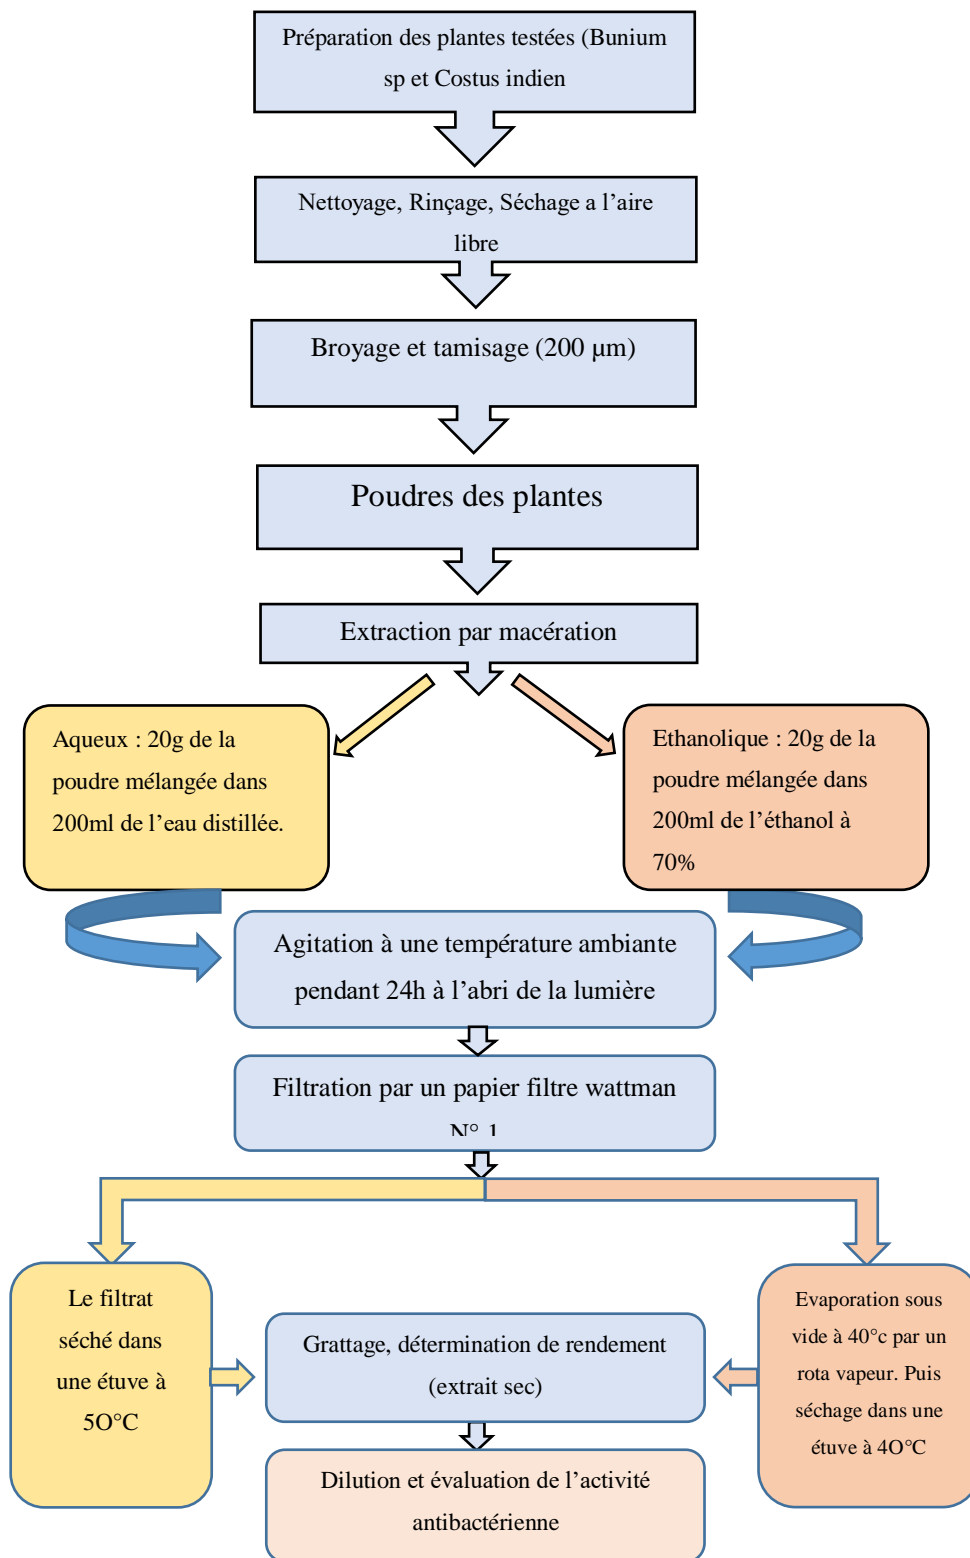 Préparation des plantes testées (Bunium
sp et Costus indien
Nettoyage, Rinçage, Séchage a l’aire
libre
Broyage et tamisage (200 µm)
Poudres des plantes
Extraction par macération
Aqueux : 20g de la
poudre mélangée dans
200ml de l’eau distillée.
Ethanolique : 20g de la
poudre mélangée dans
200ml de l’éthanol à
70%
Agitation à une température ambiante
pendant 24h à l’abri de la lumière
Filtration par un papier filtre wattman
N° 1
Le filtrat
séché dans
une étuve à
5O°C
Grattage, détermination de rendement
(extrait sec)
Evaporation sous
vide à 40°c par un
rota vapeur. Puis
séchage dans une
étuve à 4O°C
Dilution et évaluation de l’activité
antibactérienne